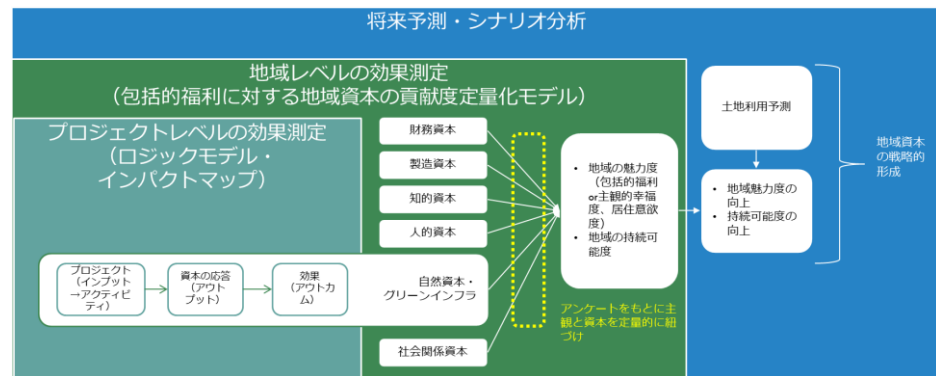 将来予測・シナリオ分析
地域レベルの効果測定
(包括的福利に対する地域資本の貢献度定量化モデル)
プロジェクトレベルの効果測定
(ロジックモデル・
インパクトマップ)
財務資本
製造資本
知的資本
人的資本
プロジェクト
(インプット
→アクティビ
ティ)
資本の応答
(アウト
プット)
効果
(アウトカ
ム)
自然資本・
グリーンインフラ
社会関係資本
• 地域の魅力度
(包括的福利
or主観的幸福
度、居住意欲
度)
• 地域の持続可
能度
アンケートをもとに主
観と資本を定量的に紐
づけ
土地利用予測
• 地域魅力度の
向上
• 持続可能度の
向上
地域資本
の戦略的
形成